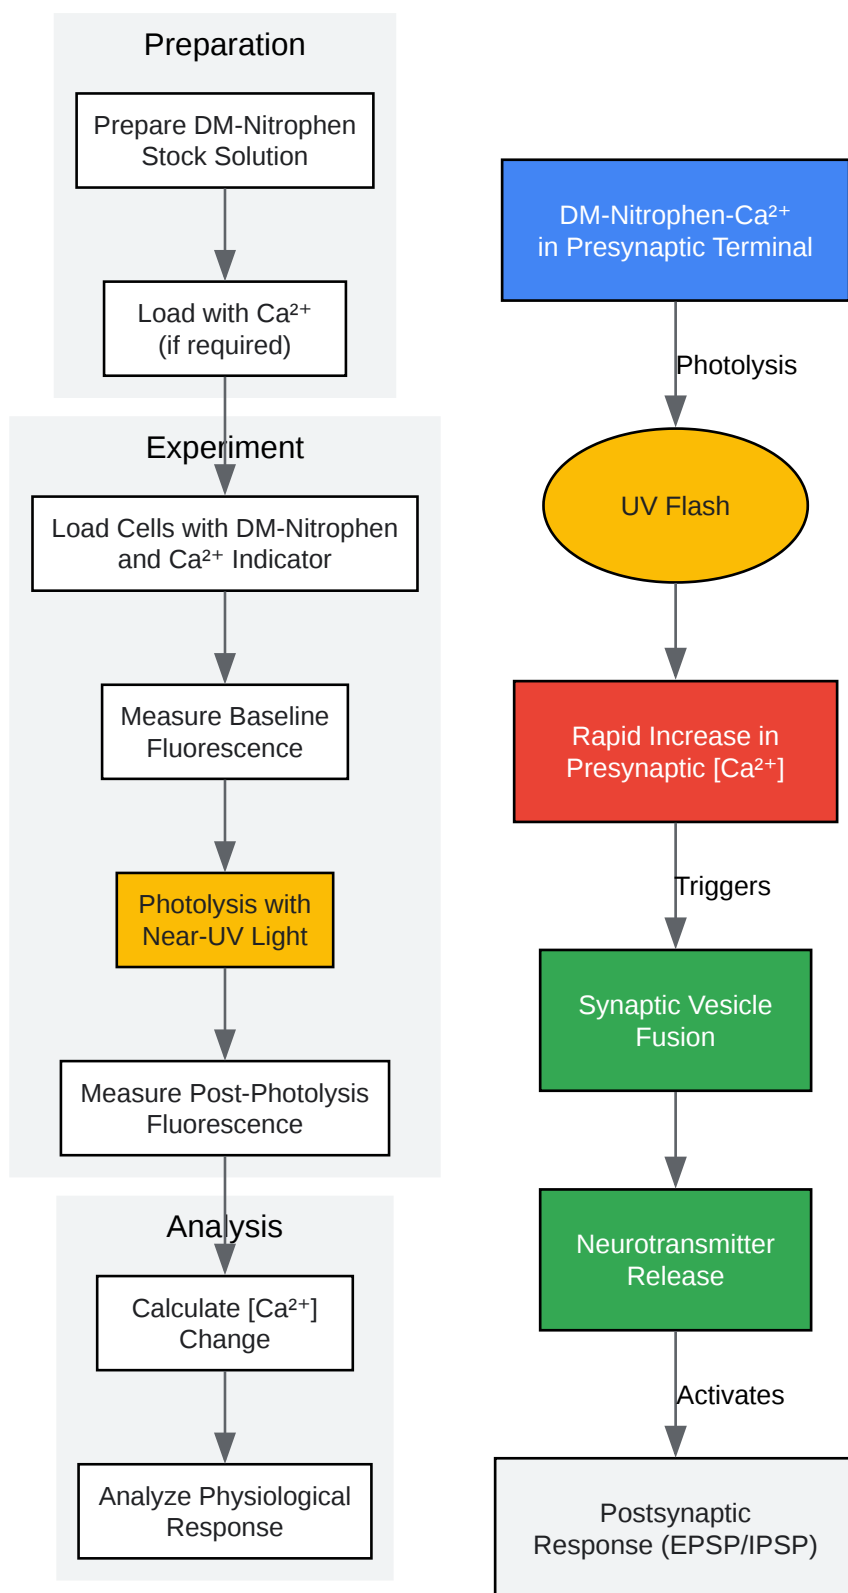 Preparation
Prepare DM-Nitrophen
Stock Solution
Load with Ca²⁺
(if required)
Experiment
Load Cells with DM-Nitrophen
and Ca²⁺ Indicator
Measure Baseline
Fluorescence
Photolysis with
Near-UV Light
Measure Post-Photolysis
Fluorescence
Analysis
Calculate [Ca²⁺]
Change
Analyze Physiological
Response
DM-Nitrophen-Ca²⁺
in Presynaptic Terminal
Photolysis
UV Flash
Rapid Increase in
Presynaptic [Ca²⁺]
Triggers
Synaptic Vesicle
Fusion
Neurotransmitter
Release
Activates
Postsynaptic
Response (EPSP/IPSP)